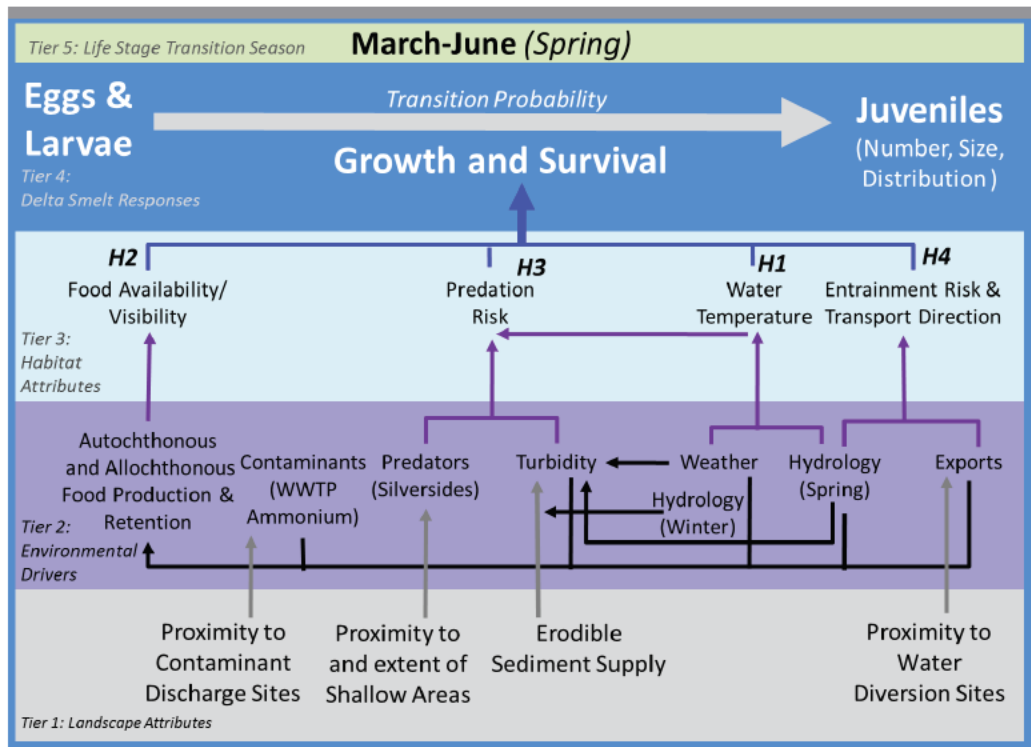 Tier 5: Life Stage Transition Season
March-June (Spring)
Eggs &
Larvae
Transition Probability
Growth and Survival
Juveniles
(Number, Size,
Distribution )
Tier 4:
Delta Smelt Responses
H2
H3
H1
H4
Food Availability/
Visibility
Predation
Risk
Water
Temperature
Entrainment Risk &
Transport Direction
Tier 3:
Habitat
Attributes
Autochthonous
and Allochthonous
Food Production &
Retention
Contaminants
(WWTP
Ammonium)
Predators
(Silversides)
Turbidity
Weather
Hydrology
(Winter)
Hydrology
(Spring)
Exports
Tier 2:
Environmental
Drivers
Proximity to
Contaminant
Discharge Sites
Proximity to
and extent of
Shallow Areas
Erodible
Sediment Supply
Proximity to
Water
Diversion Sites
Tier 1: Landscape Attributes